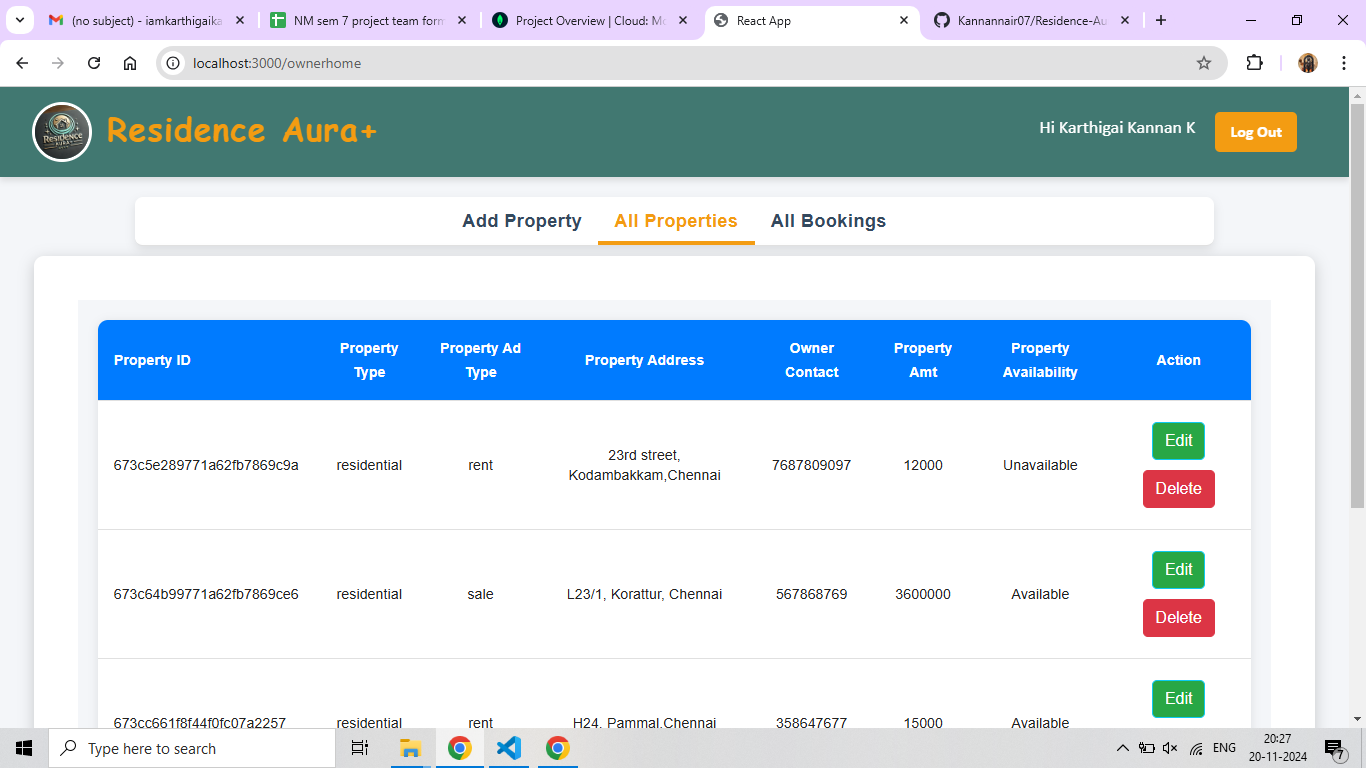 (no subject) - iamkarthigaika
NM sem 7 project team form
Project Overview | Cloud: Mo
React App
Kannannair07/Residence-Au
localhost:3000/ownerhome
Residence Aura+
Hi Karthigai Kannan K
Log Out
Add Property
All Properties
All Bookings
Property ID
Property
Type
Property Ad
Type
Property Address
Owner
Contact
Property
Amt
Property
Availability
Action
673c5e289771a62fb7869c9a
residential
rent
23rd street,
Kodambakkam,Chennai
7687809097
12000
Unavailable
Edit
Delete
673c64b99771a62fb7869ce6
residential
sale
L23/1, Korattur, Chennai
567868769
3600000
Available
Edit
Delete
673cc661f8f44f0fc07a2257
residential
rent
H24, Pammal,Chennai
358647677
15000
Available
Edit
Type here to search
ENG
20:27
20-11-2024
7